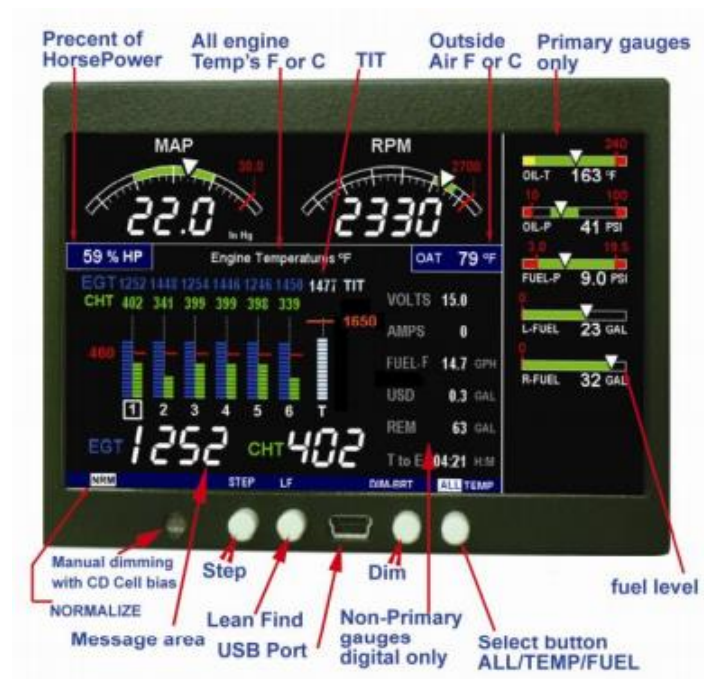 Precent of
HorsePower
All engine
Temp's F or C
TIT
Outside
Air F or C
Primary gauges
only
MAP
30.0
22.0
In Hg
RPM
2700
2330
240
OIL-T 163 °F
10 100
OIL-P 41 PSI
3.0 19.5
FUEL-P 9.0 PSI
0
L-FUEL 23 GAL
0
R-FUEL 32 GAL
59 % HP
Engine Temperatures °F
OAT 79 °F
EGT 1252 1448 1254 1446 1246 1450 1477 TIT
CHT 402 341 399 399 398 339
1650
460
1 2 3 4 5 6 T
VOLTS 15.0
AMPS 0
FUEL-F 14.7 GPH
USD 0.3 GAL
REM 63 GAL
T to E 04:21 H:M
EGT 1252 CHT 402
NRM STEP LF DIM-BRT ALL TEMP
Manual dimming
with CD Cell bias
NORMALIZE
Message area
Step
Lean Find
USB Port
Dim
Non-Primary
gauges
digital only
Select button
ALL/TEMP/FUEL
fuel level